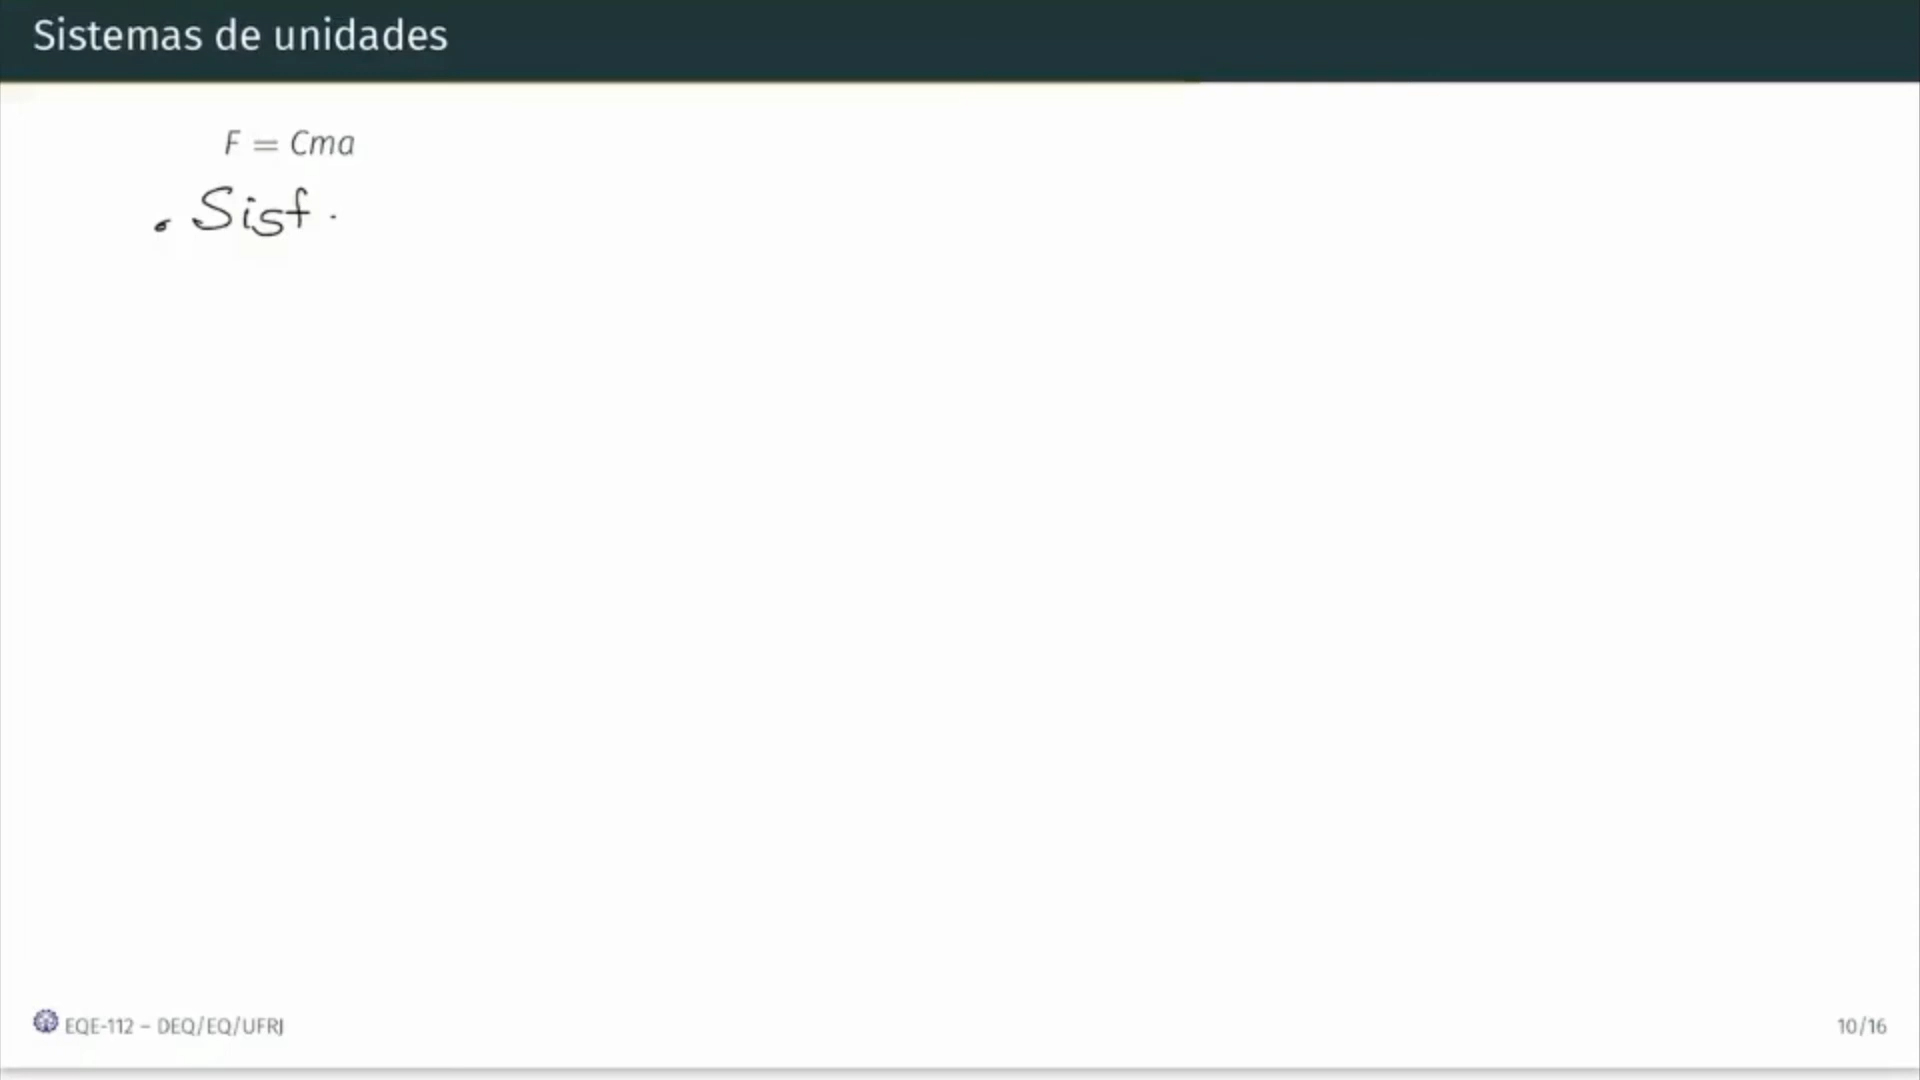 Sistemas de unidades
F = Cma
. Sist.
EQE-112 – DEQ/EQ/UFRJ
10/16